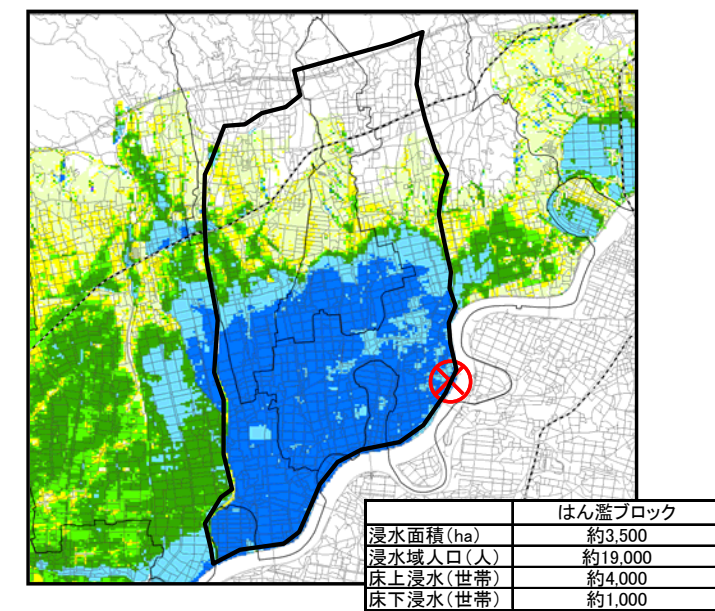 はん濫ブロック
浸水面積(ha) 約3,500
浸水域人口(人) 約19,000
床上浸水(世帯) 約4,000
床下浸水(世帯) 約1,000